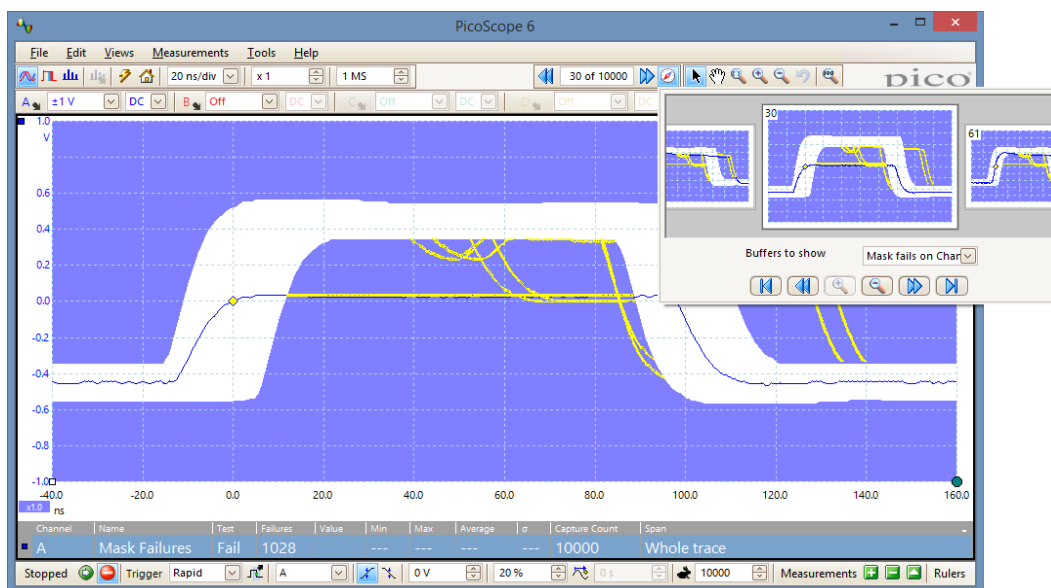 PicoScope 6
File Edit Views Measurements Tools Help
20 ns/div x 1 1 MS 30 of 10000 pico
A ±1 V DC B Off DC C Off DC D Off DC
30
61
Buffers to show Mask fails on Chan
1.0
V
0.6
0.4
0.2
0.0
-0.2
-0.4
-0.6
-0.8
-1.0
-40.0 -20.0 0.0 20.0 40.0 60.0 80.0 100.0 120.0 140.0 160.0
x1.0 ns
Channel Name Test Failures Value Min Max Average σ Capture Count Span
A Mask Failures Fail 1028 --- --- --- --- 10000 Whole trace
Stopped Trigger Rapid A 0 V 20 % 0 s 10000 Measurements Rulers